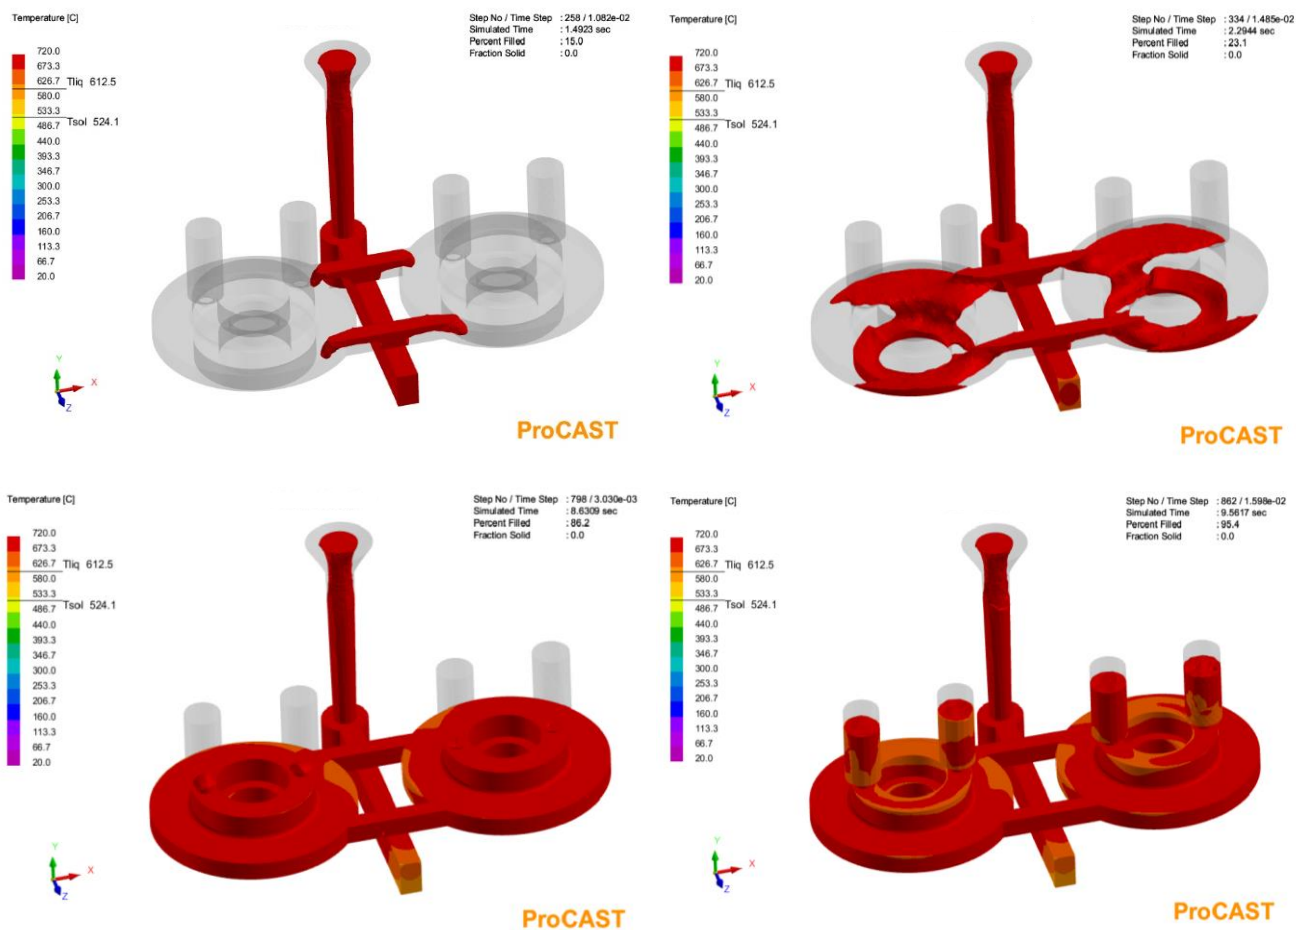 Temperature [C]
Step No / Time Step : 258 / 1.082e-02
Simulated Time : 1.4923 sec
Percent Filled : 15.0
Fraction Solid : 0.0
720.0
673.3
626.7
Tliq 612.5
580.0
533.3
Tsol 524.1
486.7
440.0
393.3
346.7
300.0
253.3
206.7
160.0
113.3
66.7
20.0
Y
X
Z
ProCAST
Temperature [C]
Step No / Time Step : 334 / 1.485e-02
Simulated Time : 2.2944 sec
Percent Filled : 23.1
Fraction Solid : 0.0
720.0
673.3
626.7
Tliq 612.5
580.0
533.3
Tsol 524.1
486.7
440.0
393.3
346.7
300.0
253.3
206.7
160.0
113.3
66.7
20.0
Y
X
Z
ProCAST
Temperature [C]
Step No / Time Step : 798 / 3.030e-03
Simulated Time : 8.6309 sec
Percent Filled : 86.2
Fraction Solid : 0.0
720.0
673.3
626.7
Tliq 612.5
580.0
533.3
Tsol 524.1
486.7
440.0
393.3
346.7
300.0
253.3
206.7
160.0
113.3
66.7
20.0
Y
X
Z
ProCAST
Temperature [C]
Step No / Time Step : 862 / 1.598e-02
Simulated Time : 9.5617 sec
Percent Filled : 95.4
Fraction Solid : 0.0
720.0
673.3
626.7
Tliq 612.5
580.0
533.3
Tsol 524.1
486.7
440.0
393.3
346.7
300.0
253.3
206.7
160.0
113.3
66.7
20.0
Y
X
Z
ProCAST